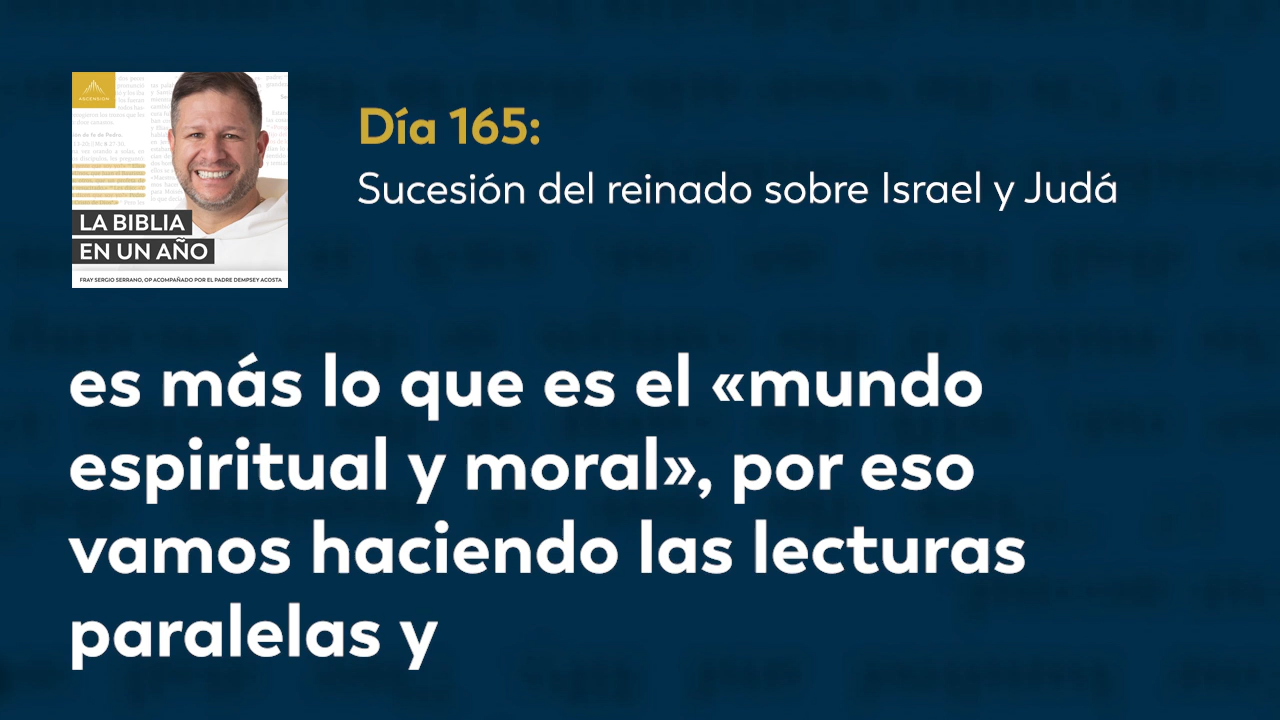 ASCENSION
LA BIBLIA
EN UN AÑO
FRAY SERGIO SERRANO, OP ACOMPAÑADO POR EL PADRE DEMPSEY ACOSTA
Día 165:
Sucesión del reinado sobre Israel y Judá
es más lo que es el «mundo
espiritual y moral», por eso
vamos haciendo las lecturas
paralelas y